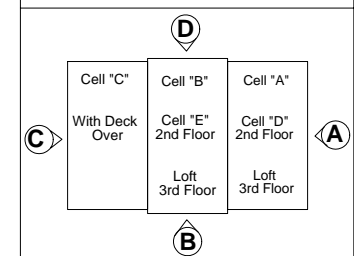 D
Cell "C"
With Deck
Over
Cell "B"
Cell "E"
2nd Floor
Loft
3rd Floor
Cell "A"
Cell "D"
2nd Floor
Loft
3rd Floor
C
A
B